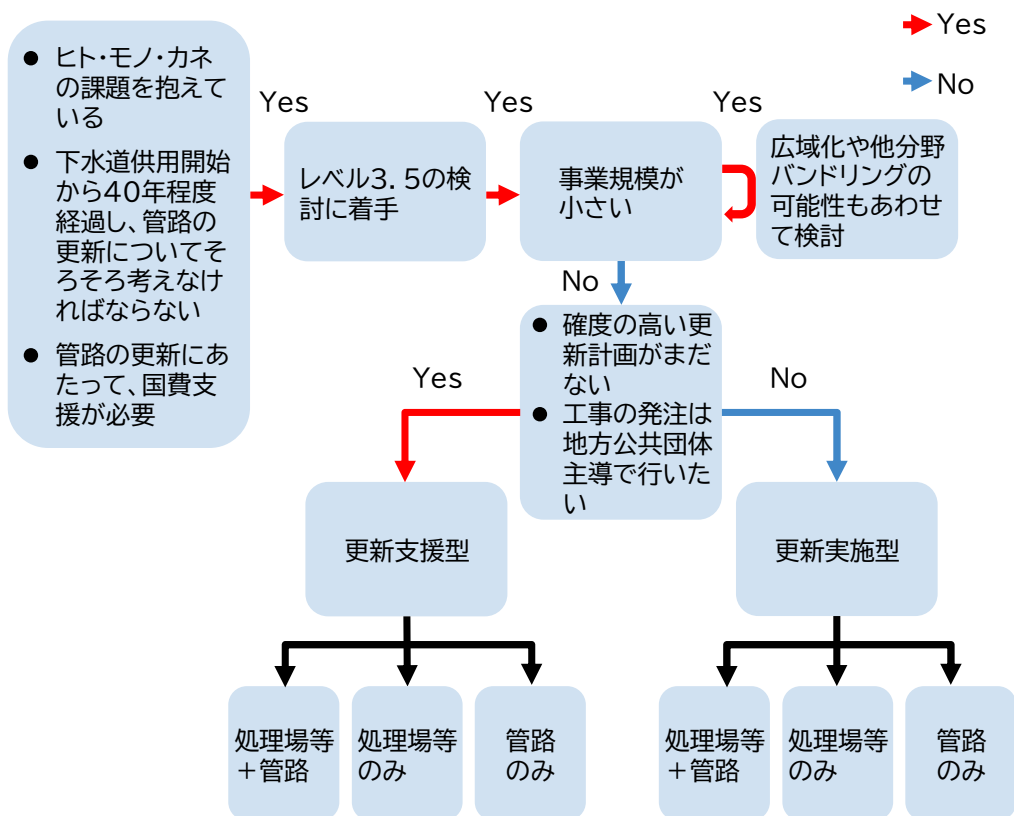 Yes
No
● ヒト・モノ・カネ
の課題を抱えて
いる
● 下水道供用開始
から40年程度
経過し、管路の
更新についてそ
ろそろ考えなけ
ればならない
● 管路の更新にあ
たって、国費支
援が必要
Yes
レベル3．5の検
討に着手
Yes
事業規模が
小さい
Yes
広域化や他分野
バンドリングの
可能性もあわせ
て検討
No
● 確度の高い更
新計画がまだ
ない
● 工事の発注は
地方公共団体
主導で行いた
い
Yes
No
更新支援型
更新実施型
処理場等
＋管路
処理場等
のみ
管路
のみ
処理場等
＋管路
処理場等
のみ
管路
のみ